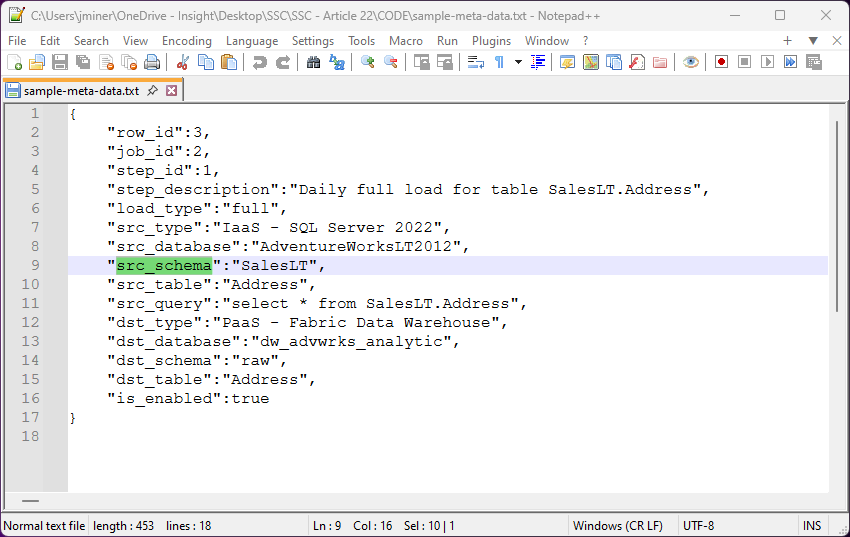 C:\Users\jminer\OneDrive - Insight\Desktop\SSC\SSC - Article 22\CODE\sample-meta-data.txt - Notepad++
File Edit Search View Encoding Language Settings Tools Macro Run Plugins Window ?
sample-meta-data.txt
1 {
2 "row_id":3,
3 "job_id":2,
4 "step_id":1,
5 "step_description":"Daily full load for table SalesLT.Address",
6 "load_type":"full",
7 "src_type":"IaaS - SQL Server 2022",
8 "src_database":"AdventureWorksLT2012",
9 "src_schema":"SalesLT",
10 "src_table":"Address",
11 "src_query":"select * from SalesLT.Address",
12 "dst_type":"PaaS - Fabric Data Warehouse",
13 "dst_database":"dw_advwrks_analytic",
14 "dst_schema":"raw",
15 "dst_table":"Address",
16 "is_enabled":true
17 }
18
Normal text file length : 453 lines : 18 Ln : 9 Col : 16 Sel : 10 | 1 Windows (CR LF) UTF-8 INS